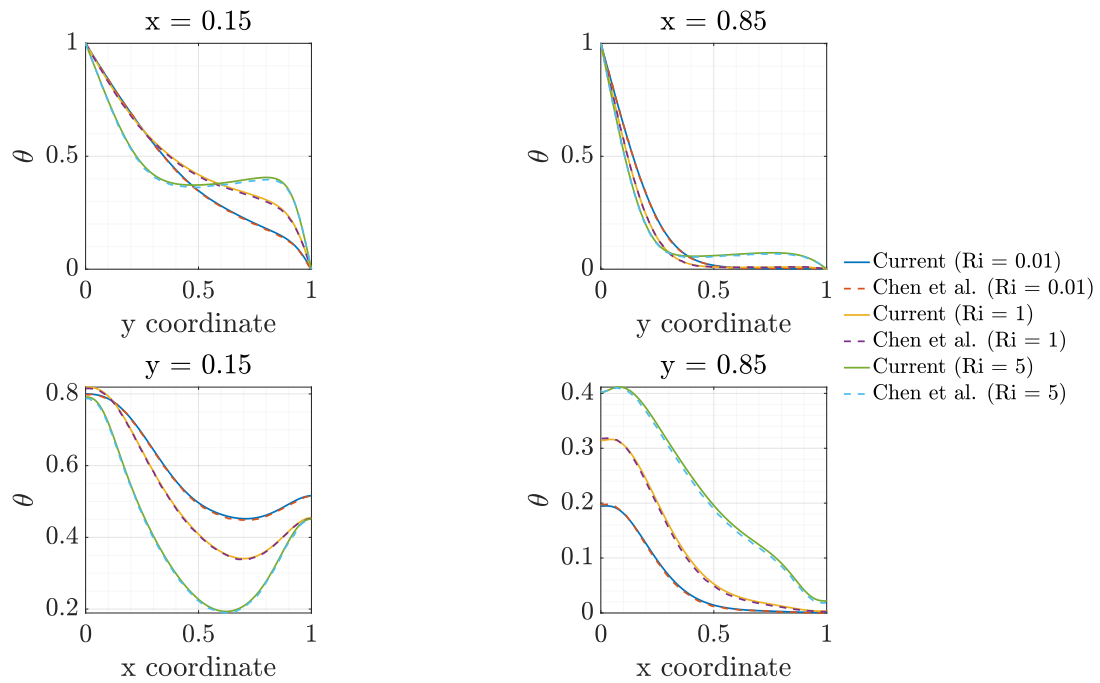 x = 0.15
1
0.5
0
θ
0
0.5
1
y coordinate
x = 0.85
1
0.5
0
θ
0
0.5
1
y coordinate
y = 0.15
0.8
0.6
0.4
0.2
θ
0
0.5
1
x coordinate
y = 0.85
0.4
0.3
0.2
0.1
0
θ
0
0.5
1
x coordinate
Current (Ri = 0.01)
Chen et al. (Ri = 0.01)
Current (Ri = 1)
Chen et al. (Ri = 1)
Current (Ri = 5)
Chen et al. (Ri = 5)